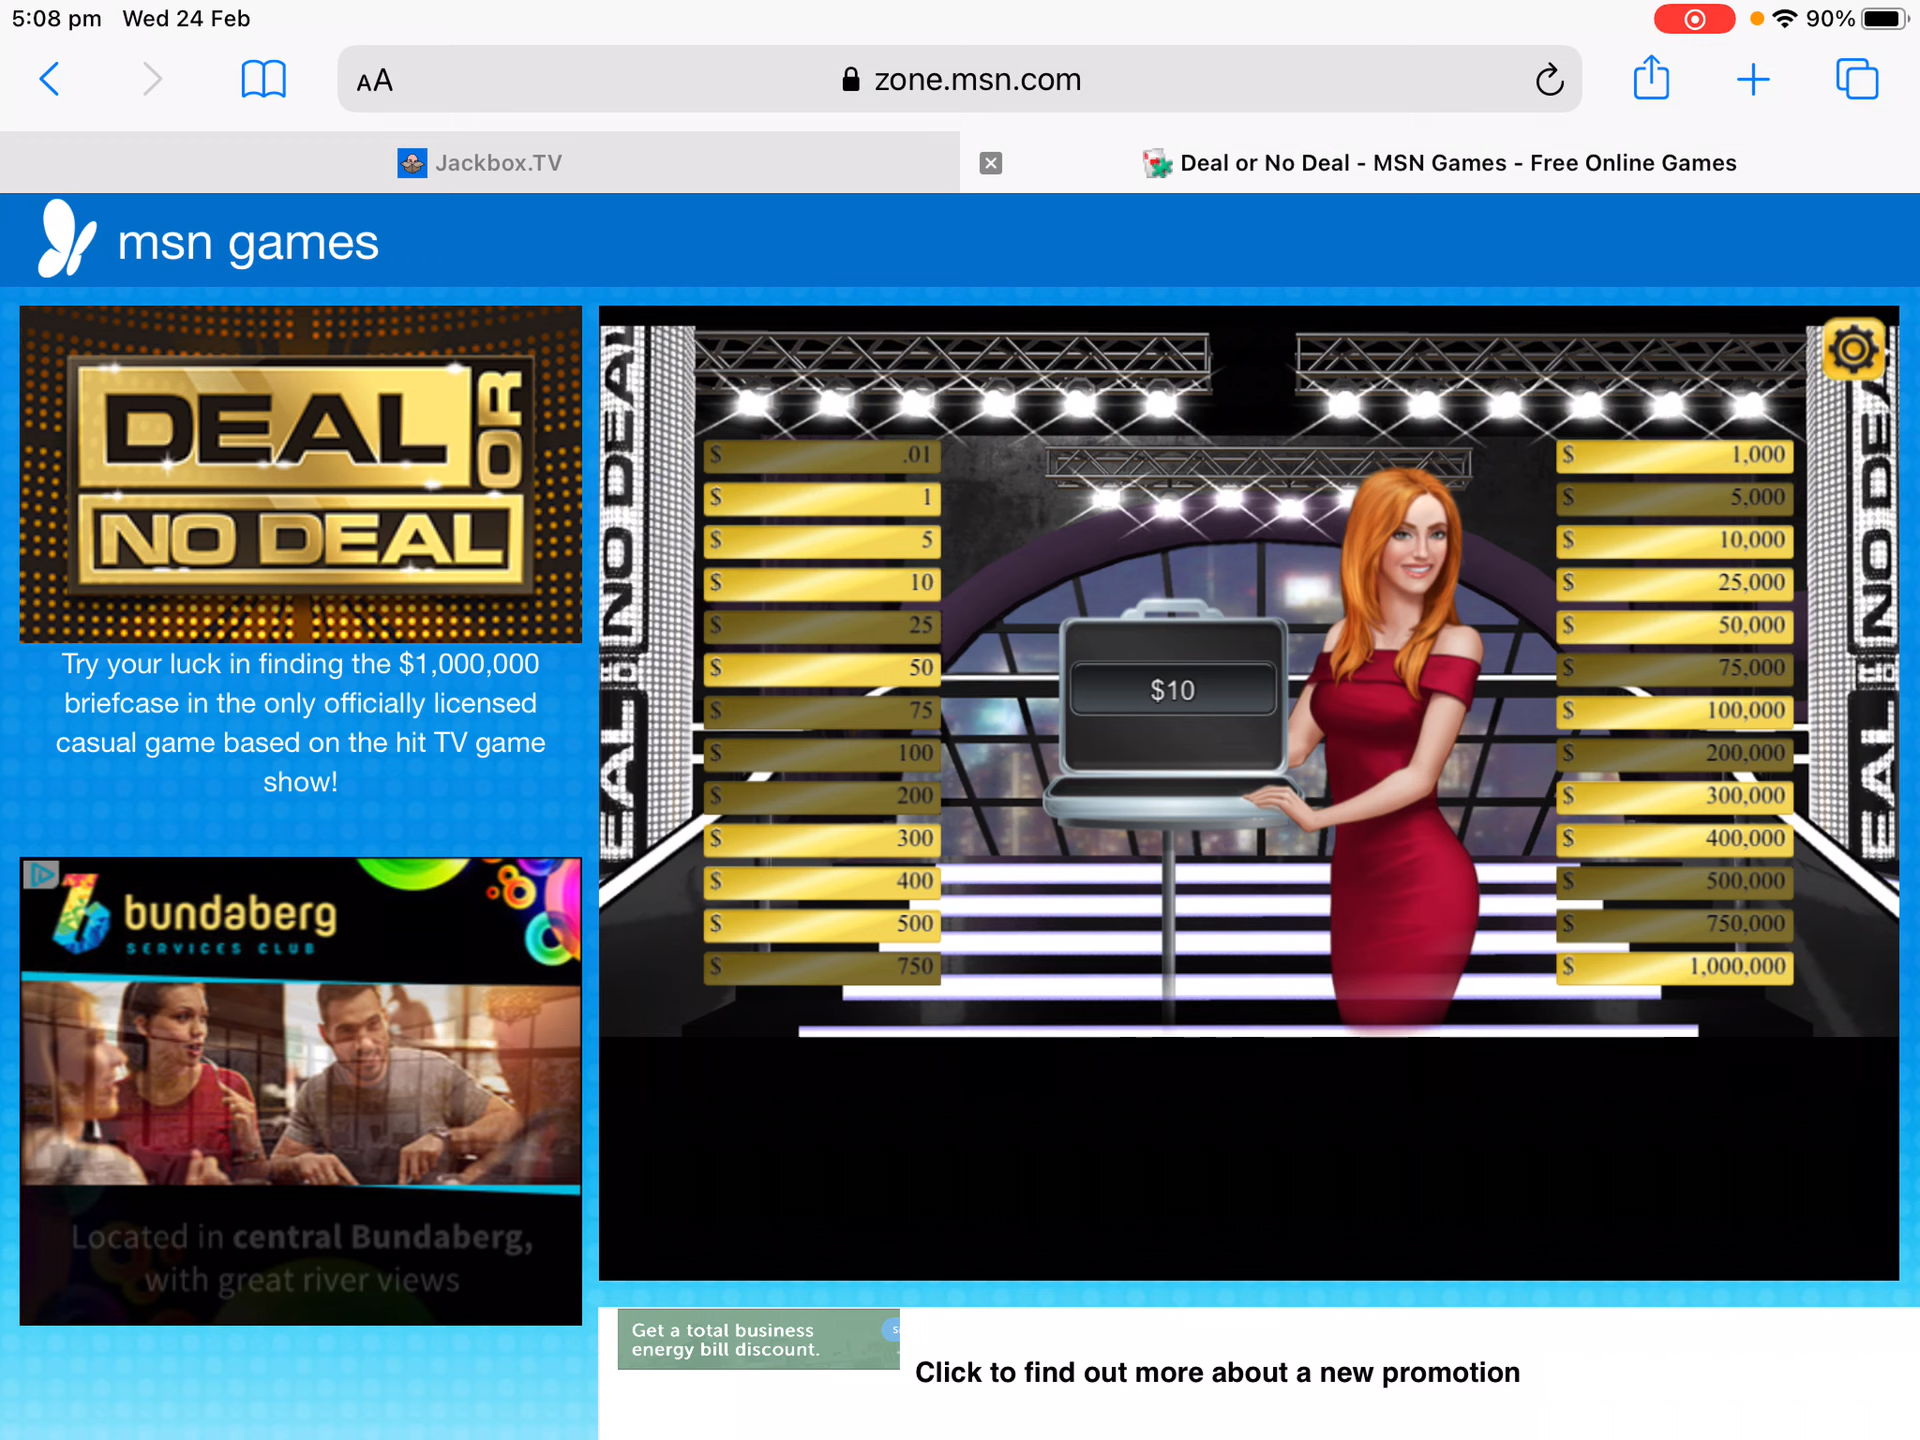 5:08 pm Wed 24 Feb
90%
AA
zone.msn.com
Jackbox.TV
Deal or No Deal - MSN Games - Free Online Games
msn games
DEAL OR
NO DEAL
Try your luck in finding the $1,000,000
briefcase in the only officially licensed
casual game based on the hit TV game
show!
bundaberg
SERVICES CLUB
Located in central Bundaberg,
with great river views
NO DEAL
DEAL
NO DEAL
DEAL
$ .01
$ 1
$ 5
$ 10
$ 25
$ 50
$ 75
$ 100
$ 200
$ 300
$ 400
$ 500
$ 750
$10
$ 1,000
$ 5,000
$ 10,000
$ 25,000
$ 50,000
$ 75,000
$ 100,000
$ 200,000
$ 300,000
$ 400,000
$ 500,000
$ 750,000
$ 1,000,000
Get a total business
energy bill discount.
Click to find out more about a new promotion